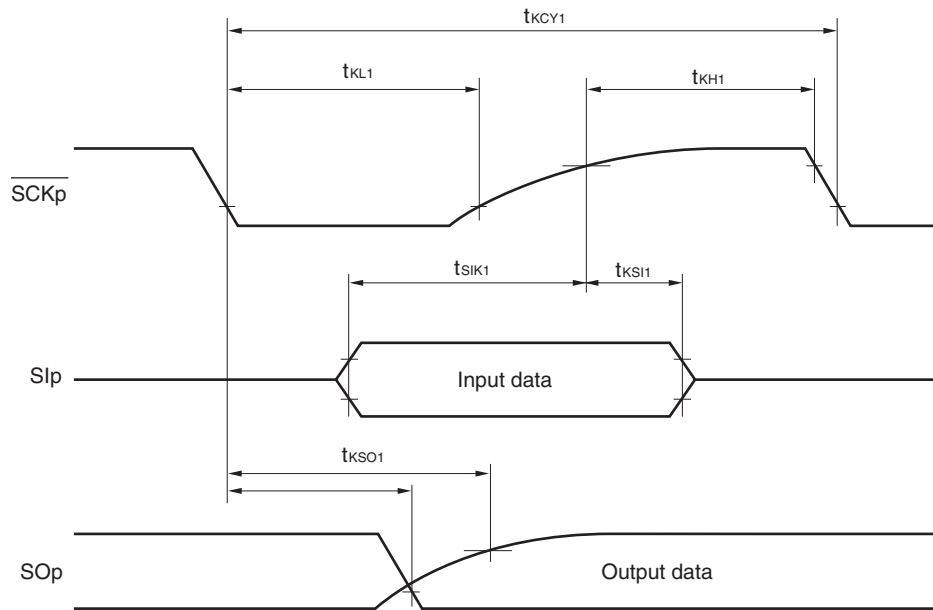 tKCY1
tKL1
tKH1
SCKp
tSIK1
tKSI1
SIp
Input data
tKSO1
SOp
Output data